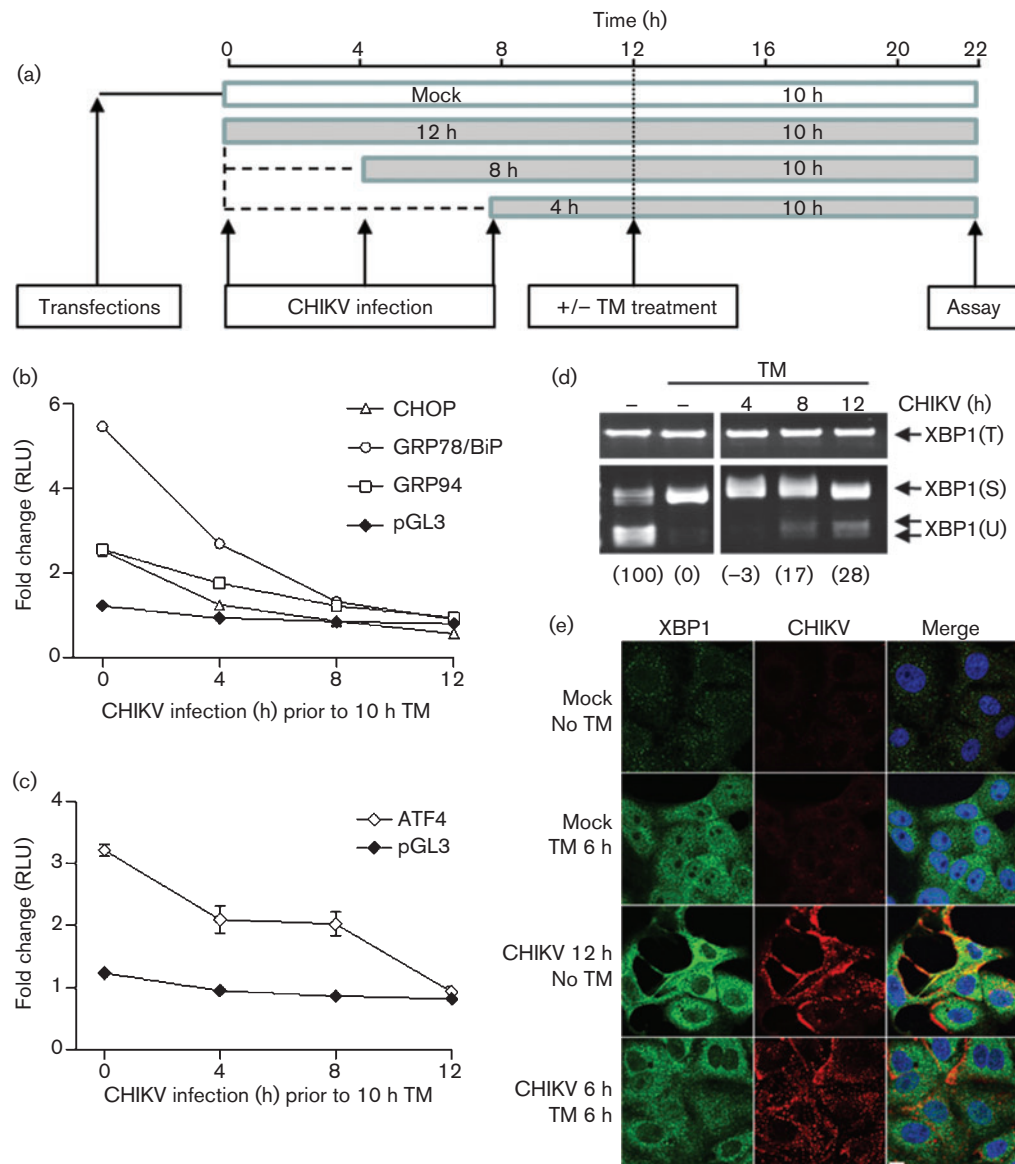 Time (h)
0 4 8 12 16 20 22
(a)
Mock 10 h
12 h 10 h
8 h 10 h
4 h 10 h
Transfections CHIKV infection +/− TM treatment Assay
(b)
Fold change (RLU)
6
4
2
0
0 4 8 12
CHIKV infection (h) prior to 10 h TM
CHOP
GRP78/BiP
GRP94
pGL3
(c)
Fold change (RLU)
4
3
2
1
0
0 4 8 12
CHIKV infection (h) prior to 10 h TM
ATF4
pGL3
(d)
TM
– – 4 8 12 CHIKV (h)
XBP1(T)
XBP1(S)
XBP1(U)
(100) (0) (−3) (17) (28)
(e)
XBP1 CHIKV Merge
Mock
No TM
Mock
TM 6 h
CHIKV 12 h
No TM
CHIKV 6 h
TM 6 h